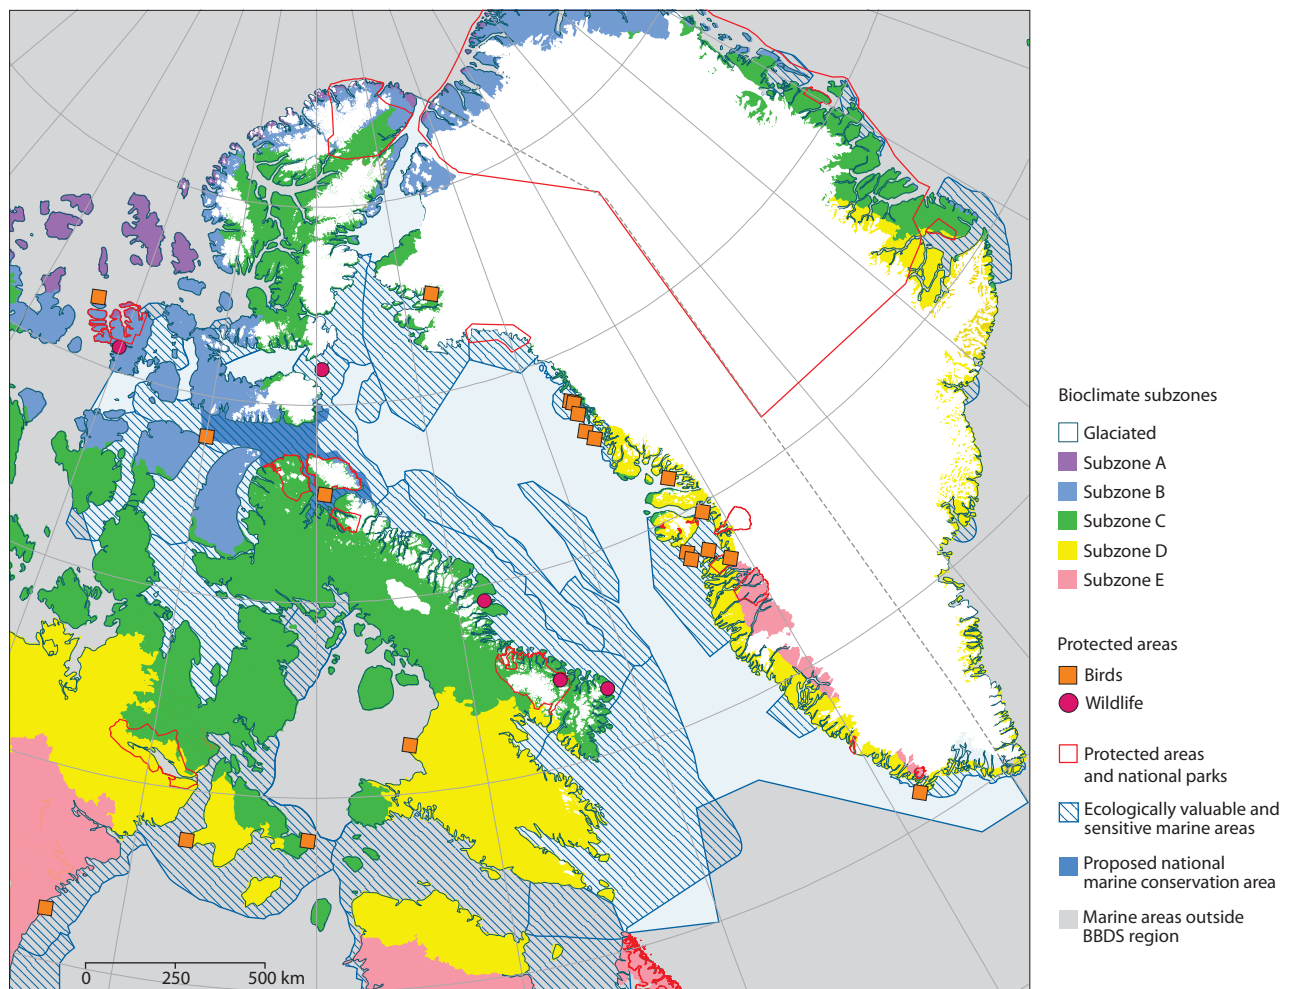 Bioclimate subzones
Glaciated
Subzone A
Subzone B
Subzone C
Subzone D
Subzone E
Protected areas
Birds
Wildlife
Protected areas
and national parks
Ecologically valuable and
sensitive marine areas
Proposed national
marine conservation area
Marine areas outside
BBDS region
0 250 500 km